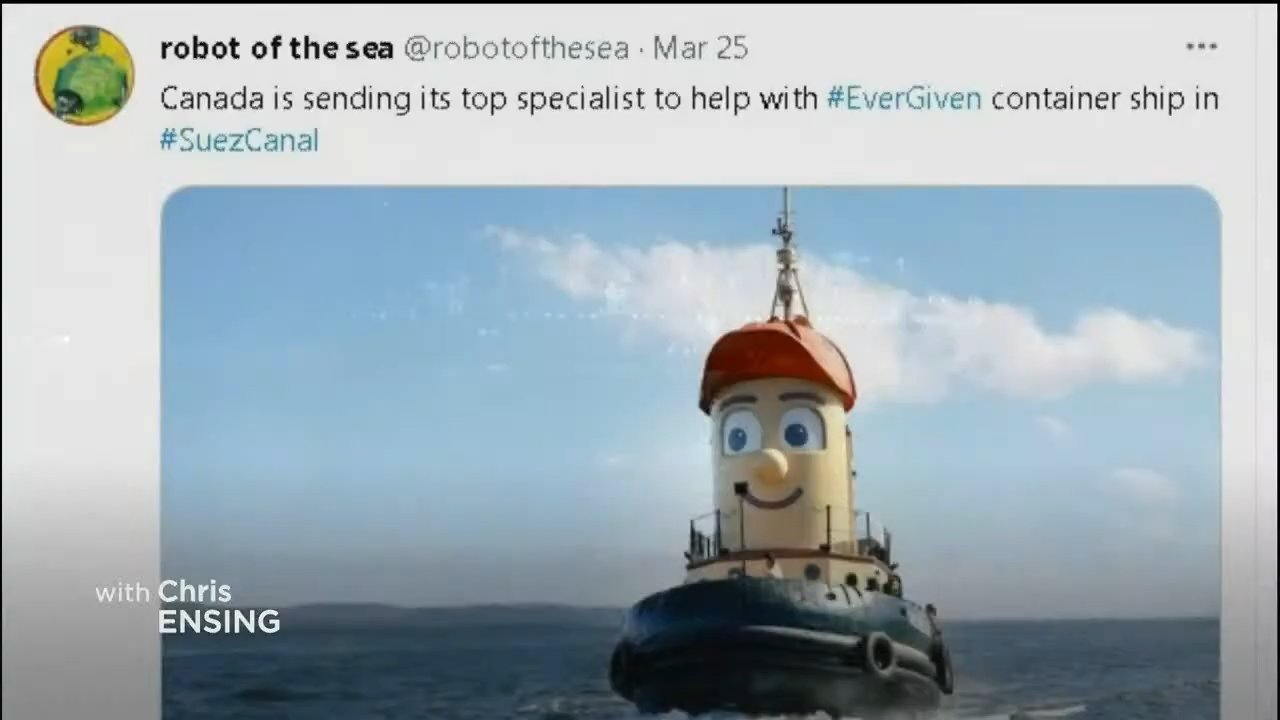 robot of the sea @robotofthesea · Mar 25
Canada is sending its top specialist to help with #EverGiven container ship in
#SuezCanal
with Chris
ENSING